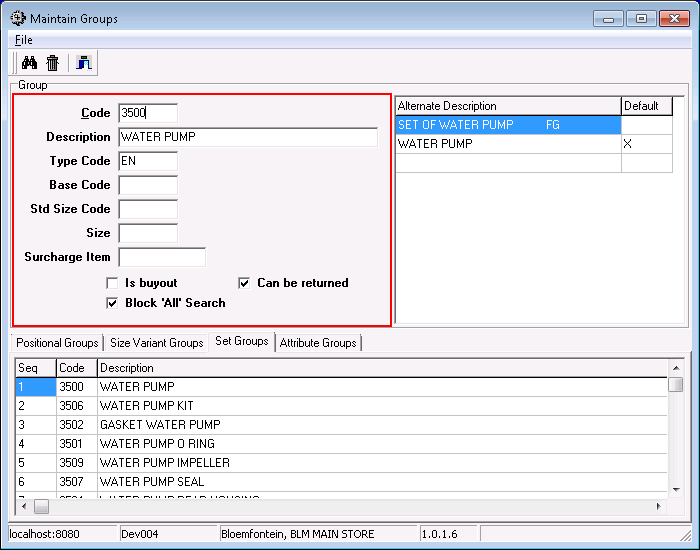 Maintain Groups
File
Group
Code 3500
Description WATER PUMP
Type Code EN
Base Code
Std Size Code
Size
Surcharge Item
Is buyout Can be returned
Block 'All' Search
Alternate Description Default
SET OF WATER PUMP FG
WATER PUMP X
Positional Groups Size Variant Groups Set Groups Attribute Groups
Seq Code Description
1 3500 WATER PUMP
2 3506 WATER PUMP KIT
3 3502 GASKET WATER PUMP
4 3501 WATER PUMP O RING
5 3509 WATER PUMP IMPELLER
6 3507 WATER PUMP SEAL
localhost:8080 Dev004 Bloemfontein, BLM MAIN STORE 1.0.1.6